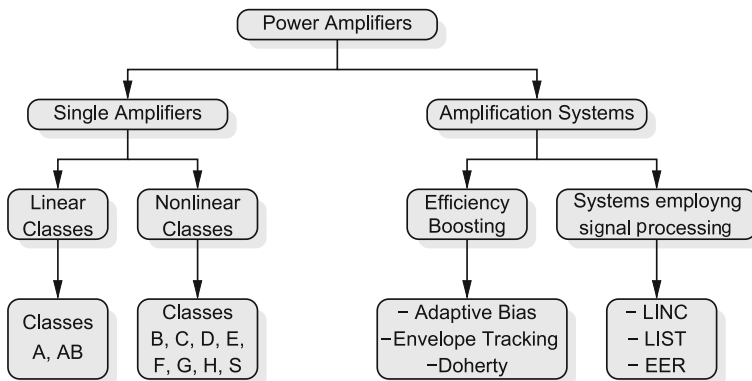 Power Amplifiers
Single Amplifiers
Amplification Systems
Linear
Classes
Nonlinear
Classes
Efficiency
Boosting
Systems employng
signal processing
Classes
A, AB
Classes
B, C, D, E,
F, G, H, S
– Adaptive Bias
–Envelope Tracking
–Doherty
– LINC
– LIST
– EER